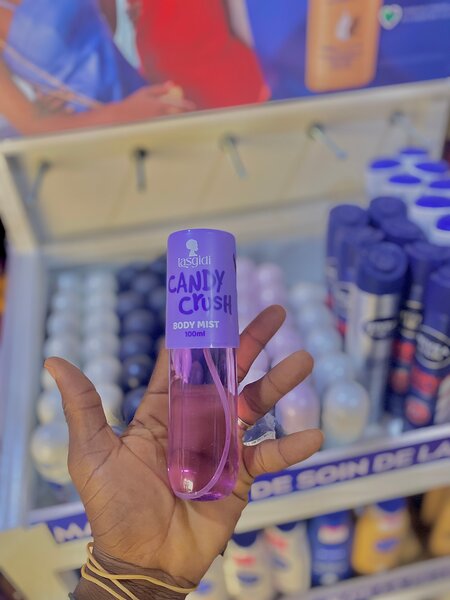 lasgidi
CANDY
CRUSH
BODY MIST
100ml
DE SOIN DE LA